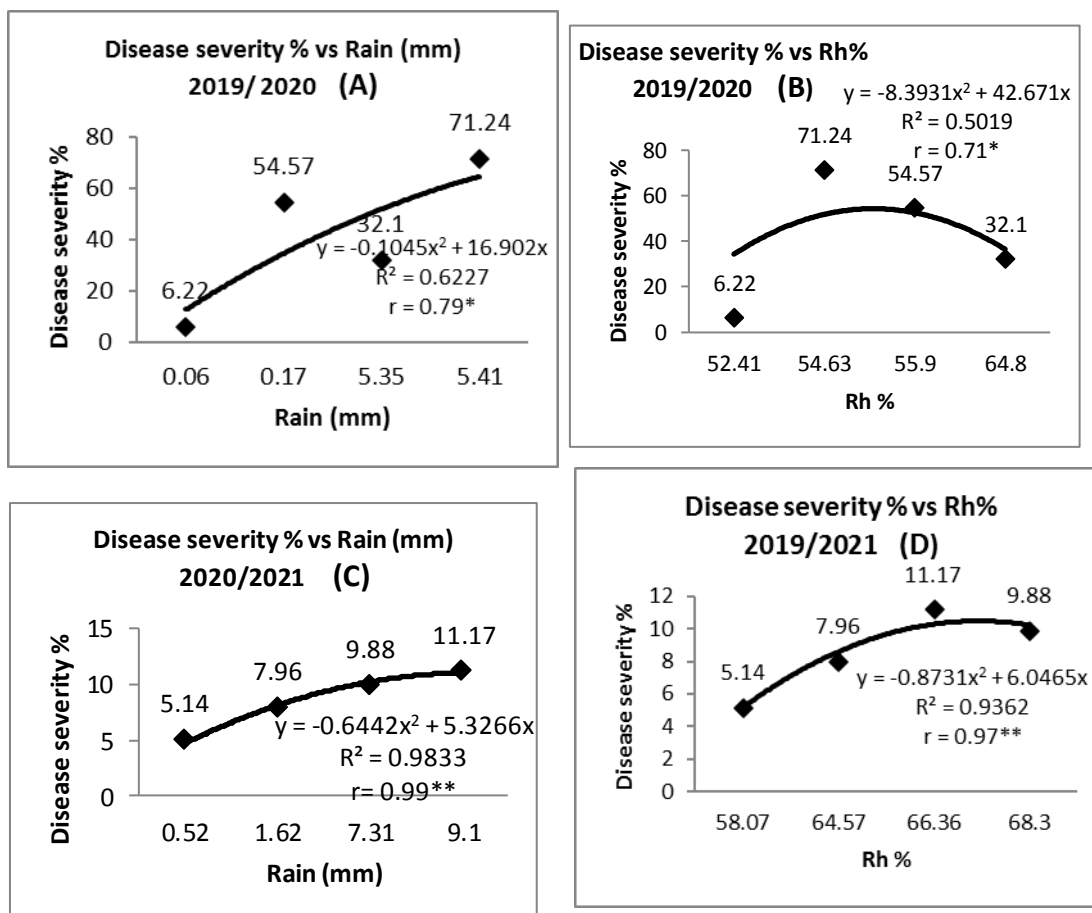 Disease severity % vs Rain (mm)
2019/ 2020 (A)
Disease severity %
80
60
40
20
0
6.22
54.57
32.1
71.24
y = -0.1045x² + 16.902x
R² = 0.6227
r = 0.79*
0.06 0.17 5.35 5.41
Rain (mm)
Disease severity % vs Rh%
2019/2020 (B)
y = -8.3931x² + 42.671x
R² = 0.5019
r = 0.71*
Disease severity %
80
60
40
20
0
6.22
71.24
54.57
32.1
52.41 54.63 55.9 64.8
Rh %
Disease severity % vs Rain (mm)
2020/2021 (C)
Disease severity %
15
10
5
0
5.14
7.96
9.88
11.17
y = -0.6442x² + 5.3266x
R² = 0.9833
r= 0.99**
0.52 1.62 7.31 9.1
Rain (mm)
Disease severity % vs Rh%
2019/2021 (D)
Disease severity %
12
10
8
6
4
2
0
5.14
7.96
11.17
9.88
y = -0.8731x² + 6.0465x
R² = 0.9362
r = 0.97**
58.07 64.57 66.36 68.3
Rh %